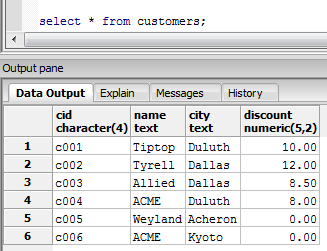 select * from customers;
Output pane
Data Output Explain Messages History
cid character(4) name text city text discount numeric(5,2)
1 c001 Tiptop Duluth 10.00
2 c002 Tyrell Dallas 12.00
3 c003 Allied Dallas 8.50
4 c004 ACME Duluth 8.00
5 c005 Weyland Acheron 0.00
6 c006 ACME Kyoto 0.00